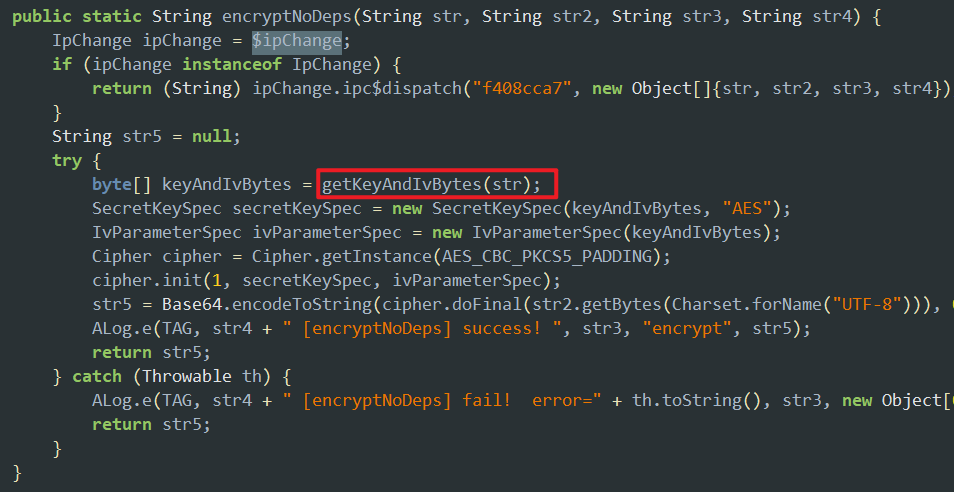 public static String encryptNoDeps(String str, String str2, String str3, String str4) {
IpChange ipChange = $ipChange;
if (ipChange instanceof IpChange) {
return (String) ipChange.ipc$dispatch("f408cca7", new Object[]{str, str2, str3, str4})
}
String str5 = null;
try {
byte[] keyAndIvBytes = getKeyAndIvBytes(str);
SecretKeySpec secretKeySpec = new SecretKeySpec(keyAndIvBytes, "AES");
IvParameterSpec ivParameterSpec = new IvParameterSpec(keyAndIvBytes);
Cipher cipher = Cipher.getInstance(AES_CBC_PKCS5_PADDING);
cipher.init(1, secretKeySpec, ivParameterSpec);
str5 = Base64.encodeToString(cipher.doFinal(str2.getBytes(Charset.forName("UTF-8"))),
ALog.e(TAG, str4 + " [encryptNoDeps] success! ", str3, "encrypt", str5);
return str5;
} catch (Throwable th) {
ALog.e(TAG, str4 + " [encryptNoDeps] fail!  error=" + th.toString(), str3, new Object[
return str5;
}
}